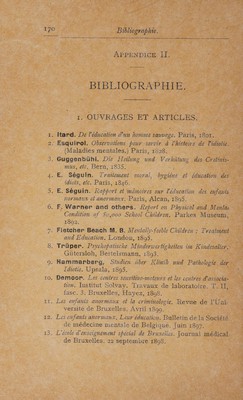 170 Bibliographie.
APPENDICE II.
BIBLIOGRAPHIE.
1. OUVRAGES ET ARTICLES.
1. Itard. De l'éducation d'un homme sauvage. Paris, 1801.
2. Esquirol. Observations pour servir à l'histoire de l'idiotie.
(Maladies mentales.) Paris, 1828.
3. Guggenbühl. Die Heilung und Verhütung des Cretinis-
mus, etc. Bern, 1853.
4. E. Séguin. Traitement moral, hygiène et éducation des
idiots, etc. Paris, 1846.
5. E. Séguin. Rapport et mémoires sur l'éducation des enfants
normaux et anormaux. Paris, Alcan, 1895.
6. F. Warner and others. Report on Physical and Mental
Condition of 50,000 School Children. Parkes Museum,
1892.
7. Fletcher Beach M. B. Mentally-feeble Children; Treatment
and Education. London, 1895.
8. Trüper. Psychopatische Minderwertigkeiten im Kindesalter.
Gütersloh, Bertelsmann, 1893.
9. Hammarberg. Studien über Klinik und Pathologie der
Idiotie. Upsala, 1895.
10. Demoor. Les centres sensitivo-moteurs et les centres d'associa-
tion. Institut Solvay. Travaux de laboratoire. T. II,
fasc. 3. Bruxelles, Hayez, 1898.
11. Les enfants anormaux et la criminologie. Revue de l'Uni-
versité de Bruxelles. Avril 1899.
12. Les enfants anormaux. Leur éducation. Bulletin de la Société
de médecine mentale de Belgique. Juin 1897.
13. L'école d'enseignement spécial de Bruxelles. Journal médical
de Bruxelles. 22 septembre 1898.